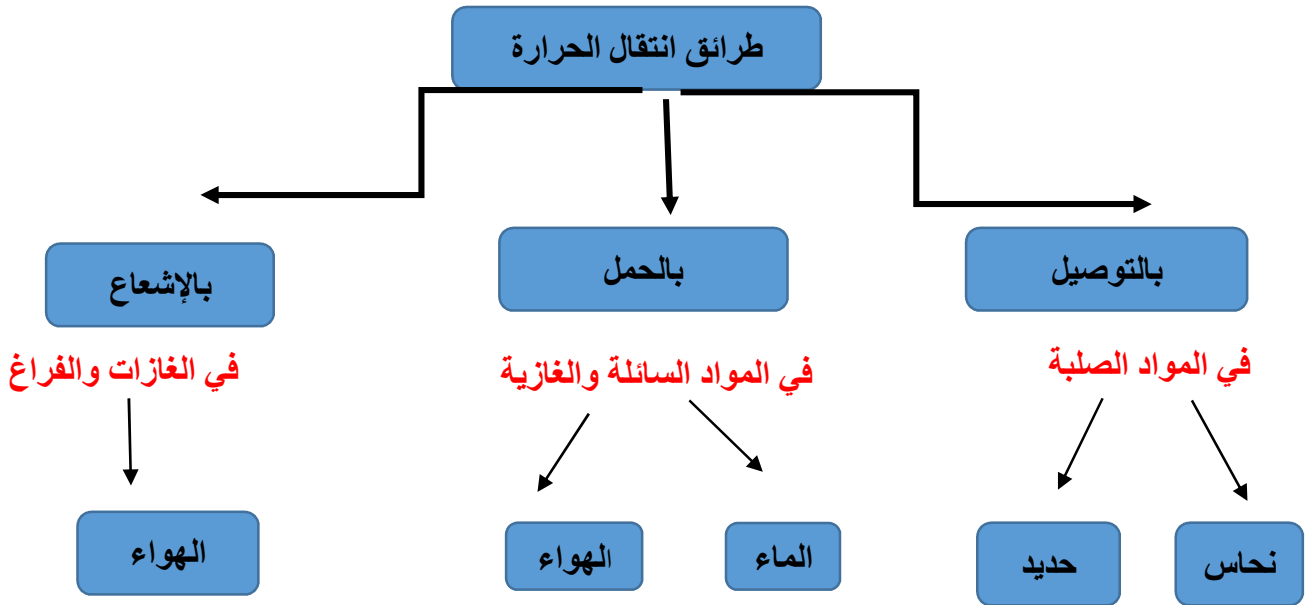 طرائق انتقال الحرارة
بالتوصيل
بالحمل
بالإشعاع
في المواد الصلبة
في المواد السائلة والغازية
في الغازات والفراغ
نحاس
حديد
الماء
الهواء
الهواء